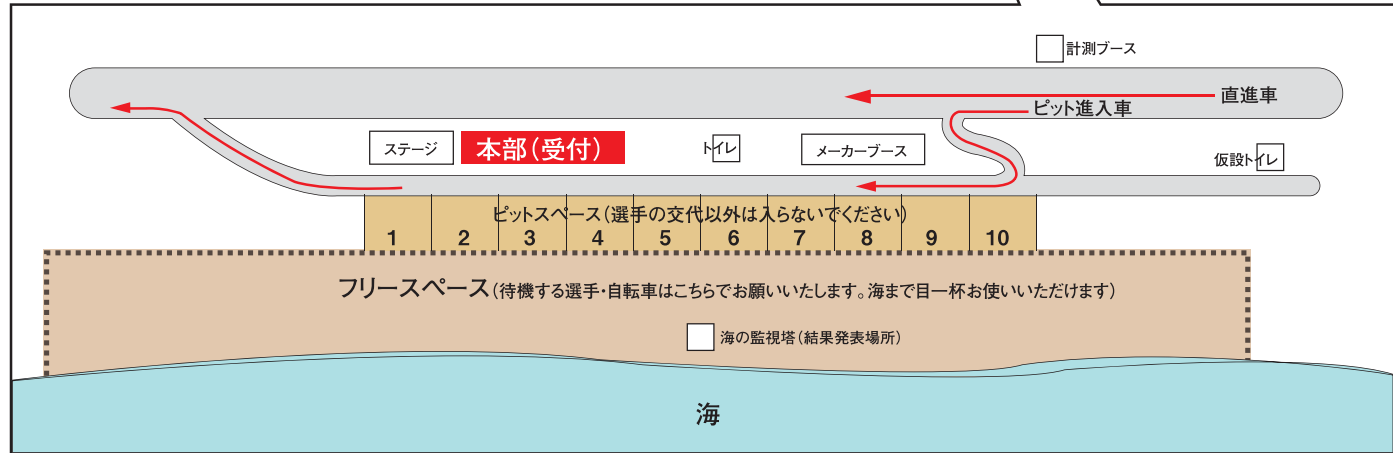 計測ブース
直進車
ピット進入車
ステージ
本部(受付)
トイレ
メーカーブース
仮設トイレ
ピットスペース(選手の交代以外は入らないでください)
1 2 3 4 5 6 7 8 9 10
フリースペース(待機する選手・自転車はこちらでお願いいたします。海まで目一杯お使いいただけます)
海の監視塔(結果発表場所)
海